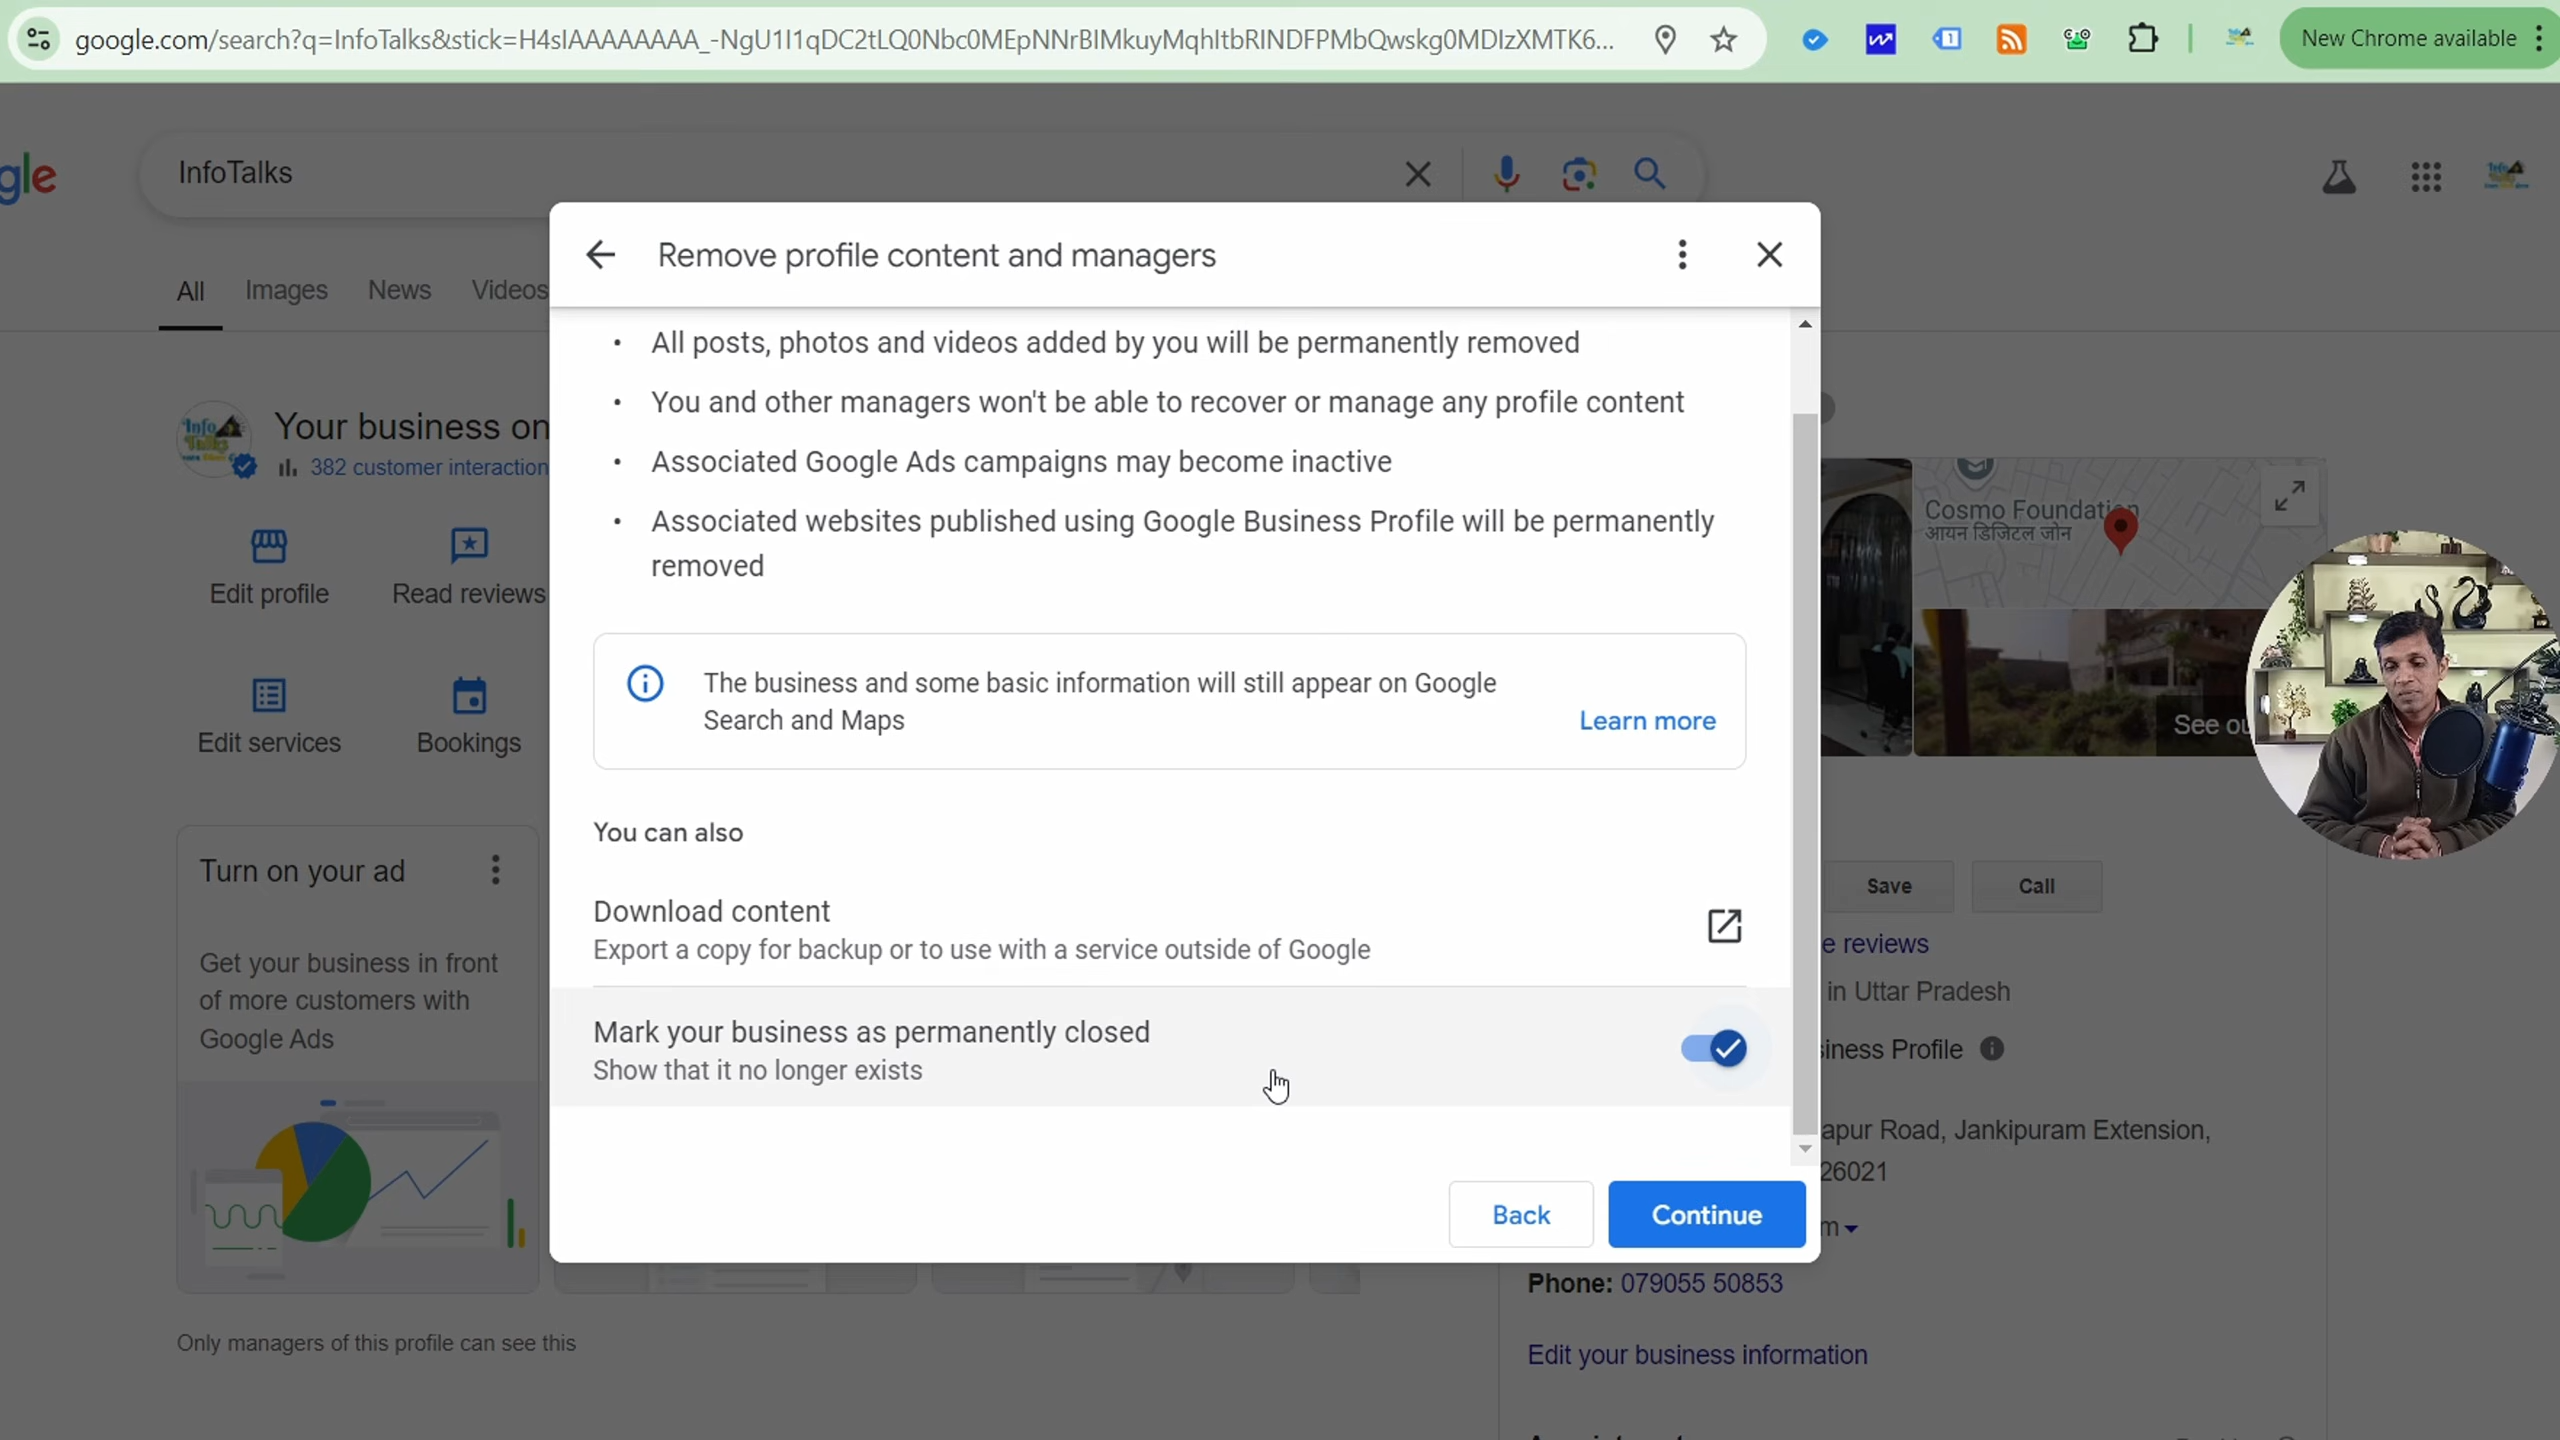 google.com/search?q=InfoTalks&stick=H4sIAAAAAAAA_-NgU1I1qDC2tLQ0Nbc0MEpNNrBIMkuyMqhItbRINDFPMbQwskg0MDIzXMTK6...
New Chrome available
gle
InfoTalks
All Images News Videos
Remove profile content and managers
• All posts, photos and videos added by you will be permanently removed
• You and other managers won't be able to recover or manage any profile content
• Associated Google Ads campaigns may become inactive
• Associated websites published using Google Business Profile will be permanently
removed
The business and some basic information will still appear on Google
Search and Maps
Learn more
You can also
Download content
Export a copy for backup or to use with a service outside of Google
Mark your business as permanently closed
Show that it no longer exists
Back
Continue
Info
Talks
Your business on
382 customer interaction
Edit profile
Read reviews
Edit services
Bookings
Turn on your ad
Get your business in front
of more customers with
Google Ads
Only managers of this profile can see this
Cosmo Foundation
आयन डिजिटल जोन
See ou
Save
Call
e reviews
in Uttar Pradesh
siness Profile
apur Road, Jankipuram Extension,
26021
m
Phone: 079055 50853
Edit your business information